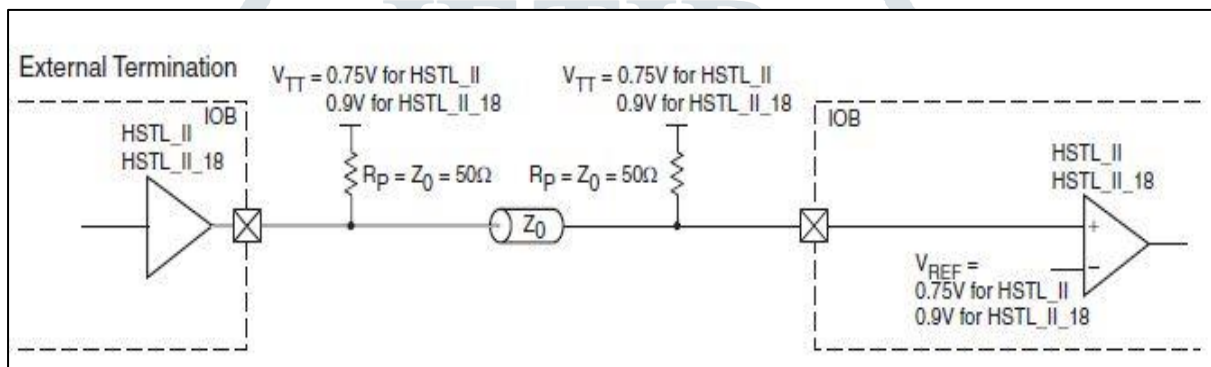 External Termination
IOB
HSTL_II
HSTL_II_18
V_TT = 0.75V for HSTL_II
0.9V for HSTL_II_18
R_P = Z_0 = 50Ω
Z_0
V_TT = 0.75V for HSTL_II
0.9V for HSTL_II_18
R_P = Z_0 = 50Ω
IOB
HSTL_II
HSTL_II_18
+
−
V_REF =
0.75V for HSTL_II
0.9V for HSTL_II_18